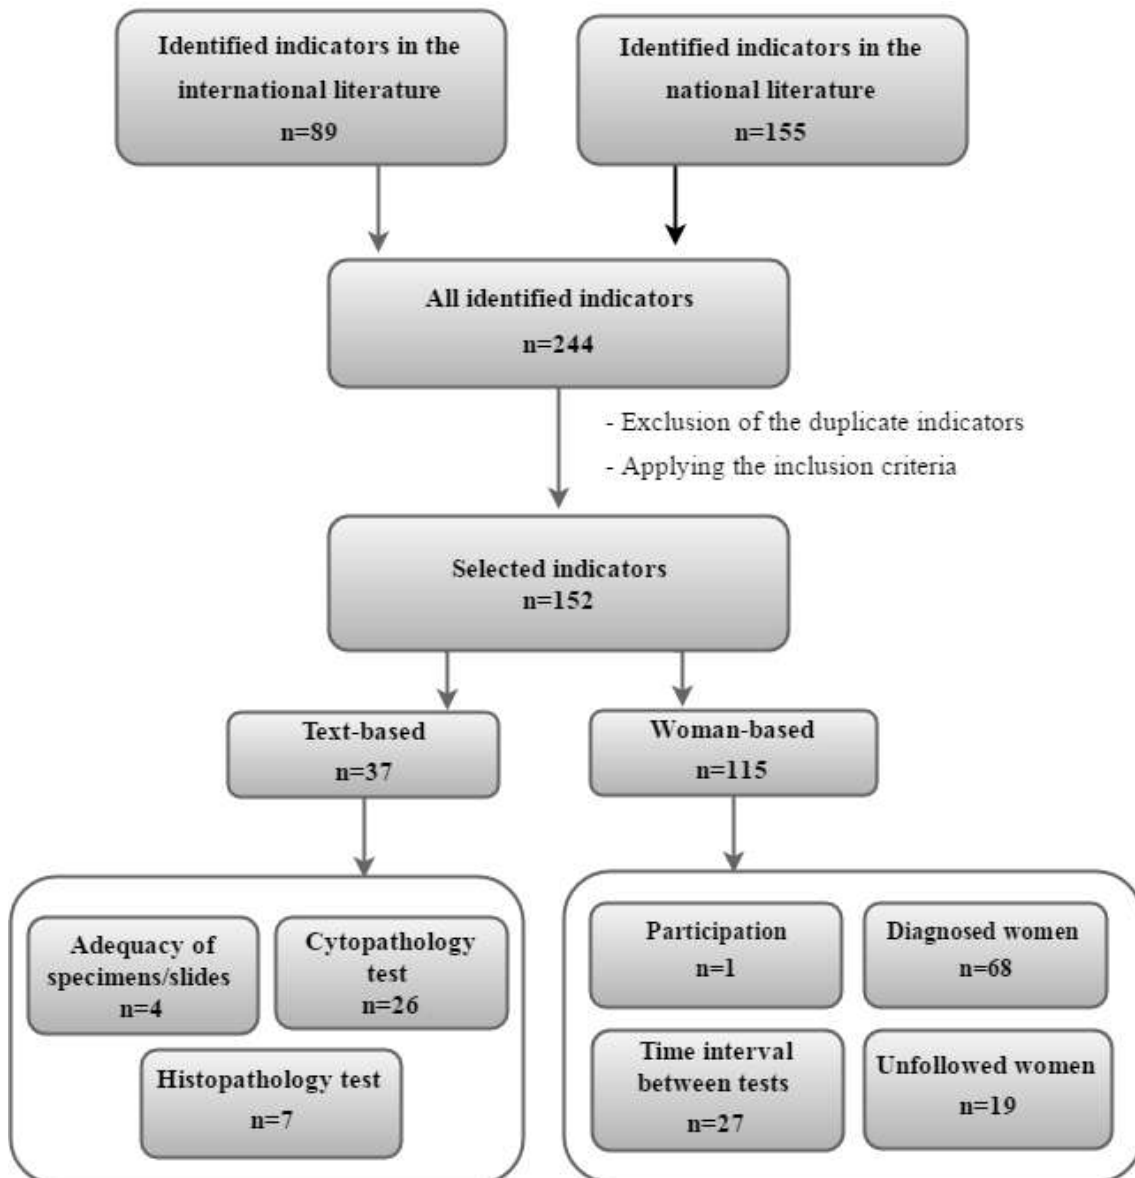 Identified indicators in the
international literature
n=89
Identified indicators in the
national literature
n=155
All identified indicators
n=244
- Exclusion of the duplicate indicators
- Applying the inclusion criteria
Selected indicators
n=152
Text-based
n=37
Woman-based
n=115
Adequacy of
specimens/slides
n=4
Cytopathology
test
n=26
Histopathology test
n=7
Participation
n=1
Diagnosed women
n=68
Time interval
between tests
n=27
Unfollowed women
n=19